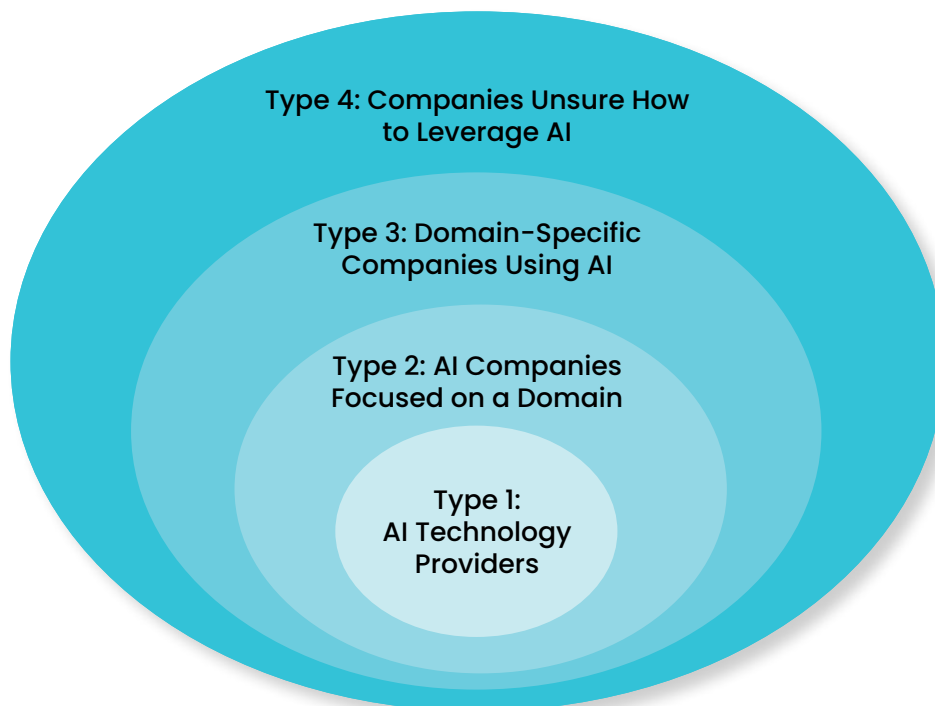 Type 4: Companies Unsure How
to Leverage AI
Type 3: Domain-Specific
Companies Using AI
Type 2: AI Companies
Focused on a Domain
Type 1:
AI Technology
Providers